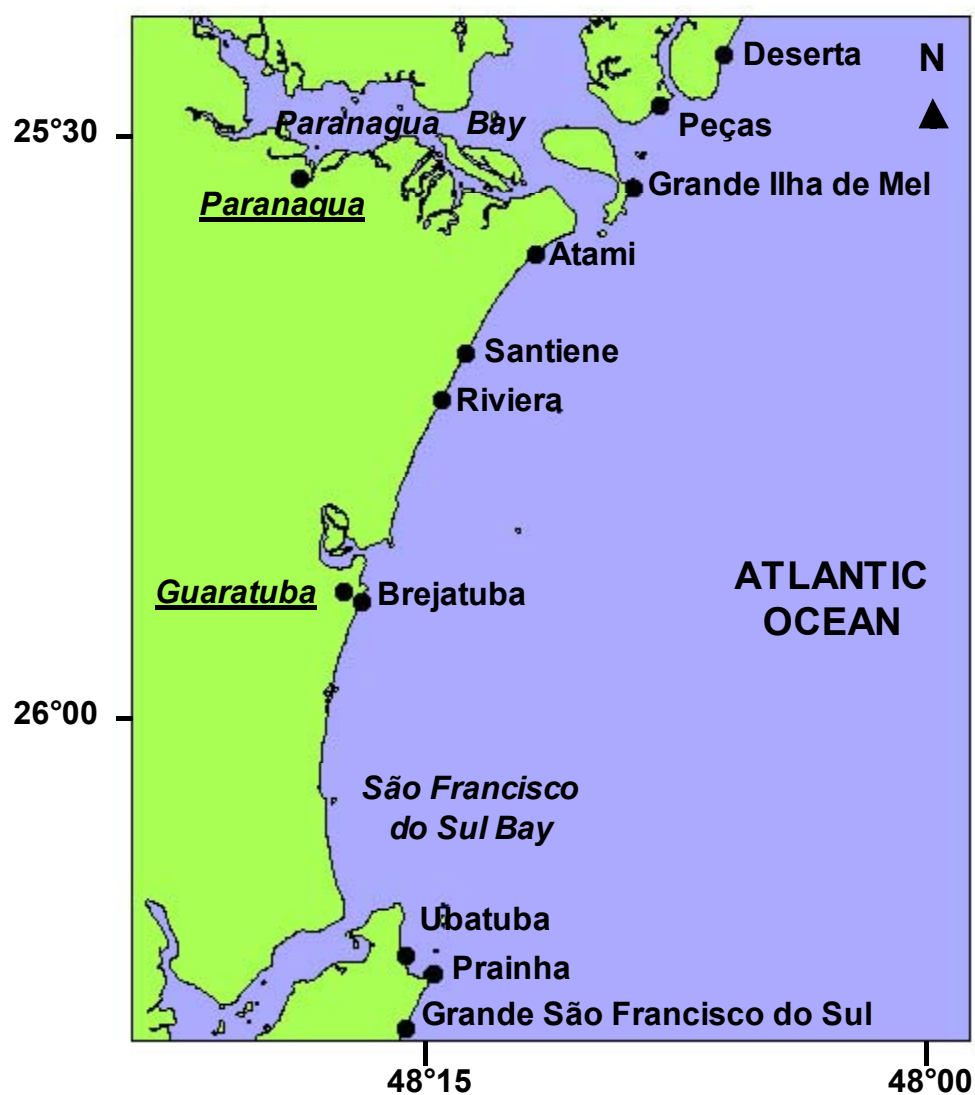 Deserta
N
Peças
25°30
Paranagua Bay
Grande Ilha de Mel
Paranagua
Atami
Santiene
Riviera
Guaratuba
Brejatuba
ATLANTIC
OCEAN
26°00
São Francisco
do Sul Bay
Ubatuba
Prainha
Grande São Francisco do Sul
48°15
48°00